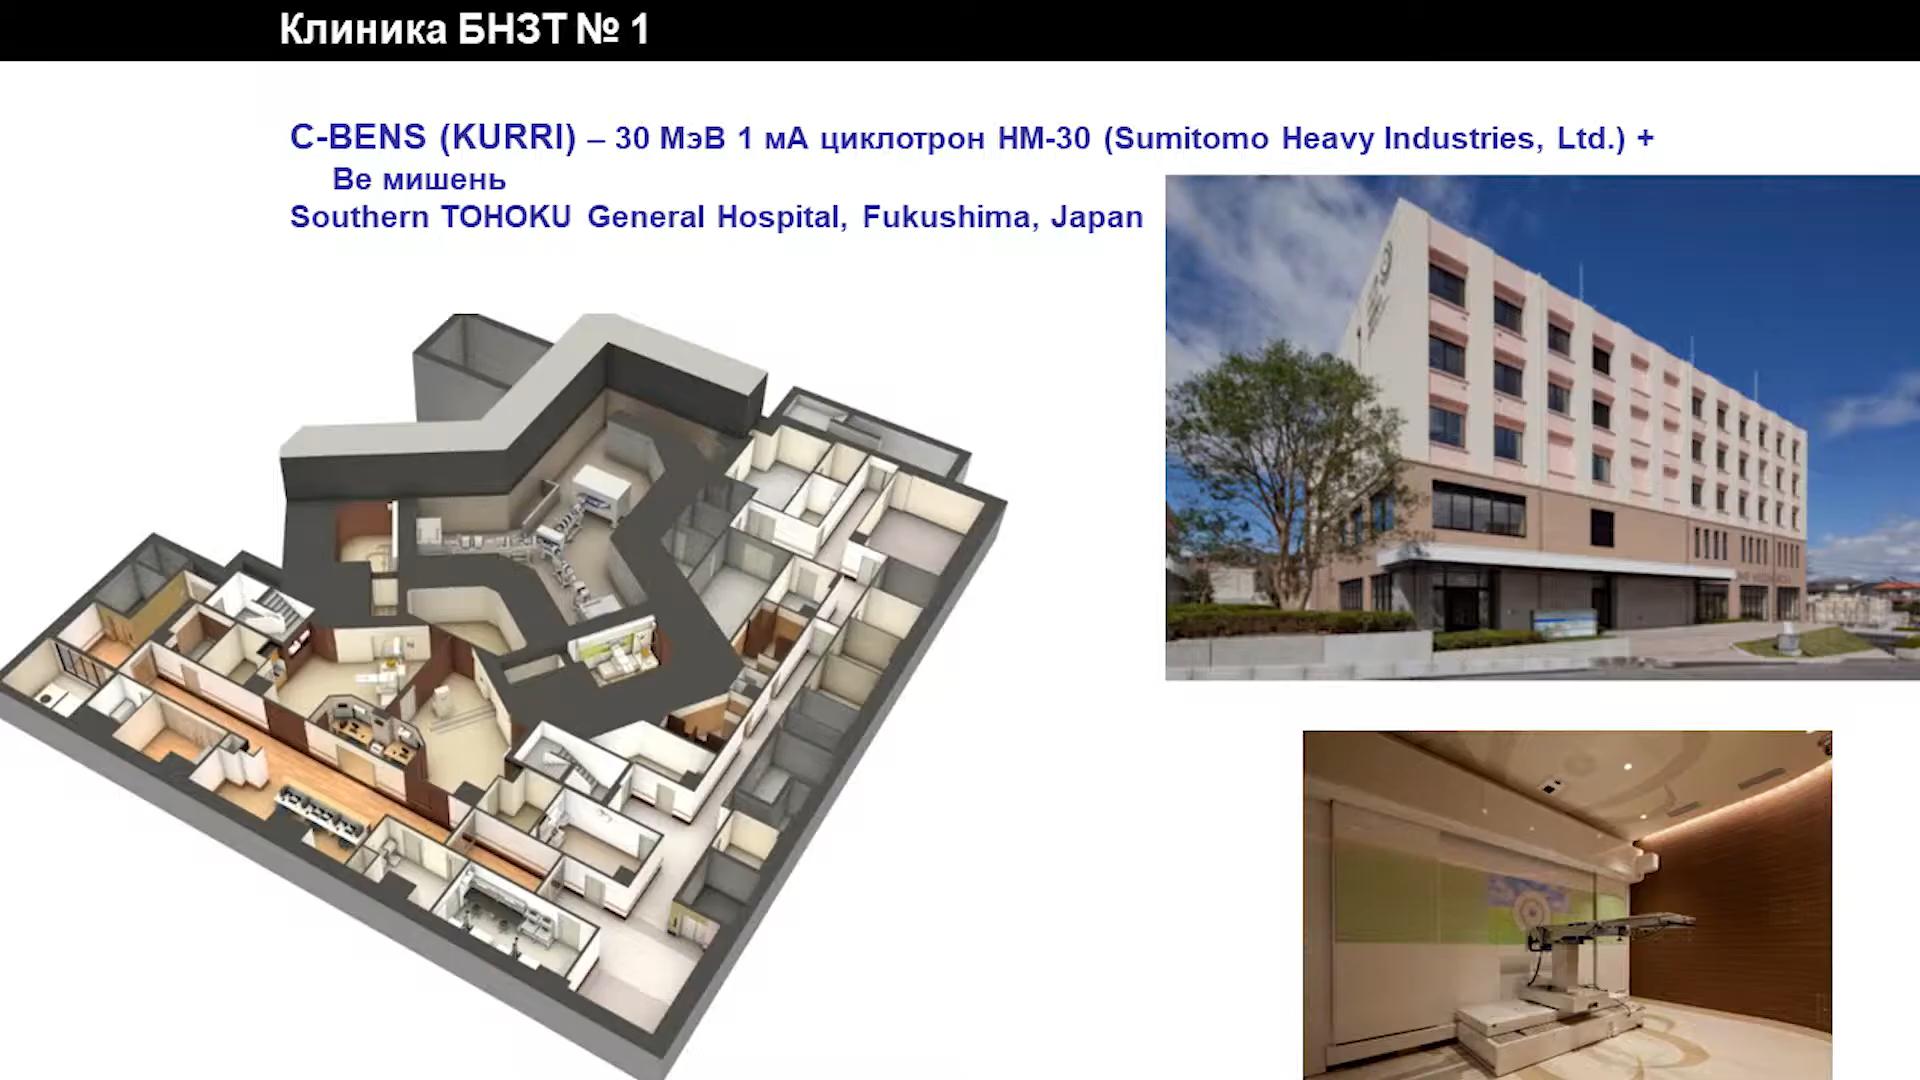 Клиника БНЗТ № 1
C-BENS (KURRI) – 30 МэВ 1 мА циклотрон HM-30 (Sumitomo Heavy Industries, Ltd.) +
Be мишень
Southern TOHOKU General Hospital, Fukushima, Japan